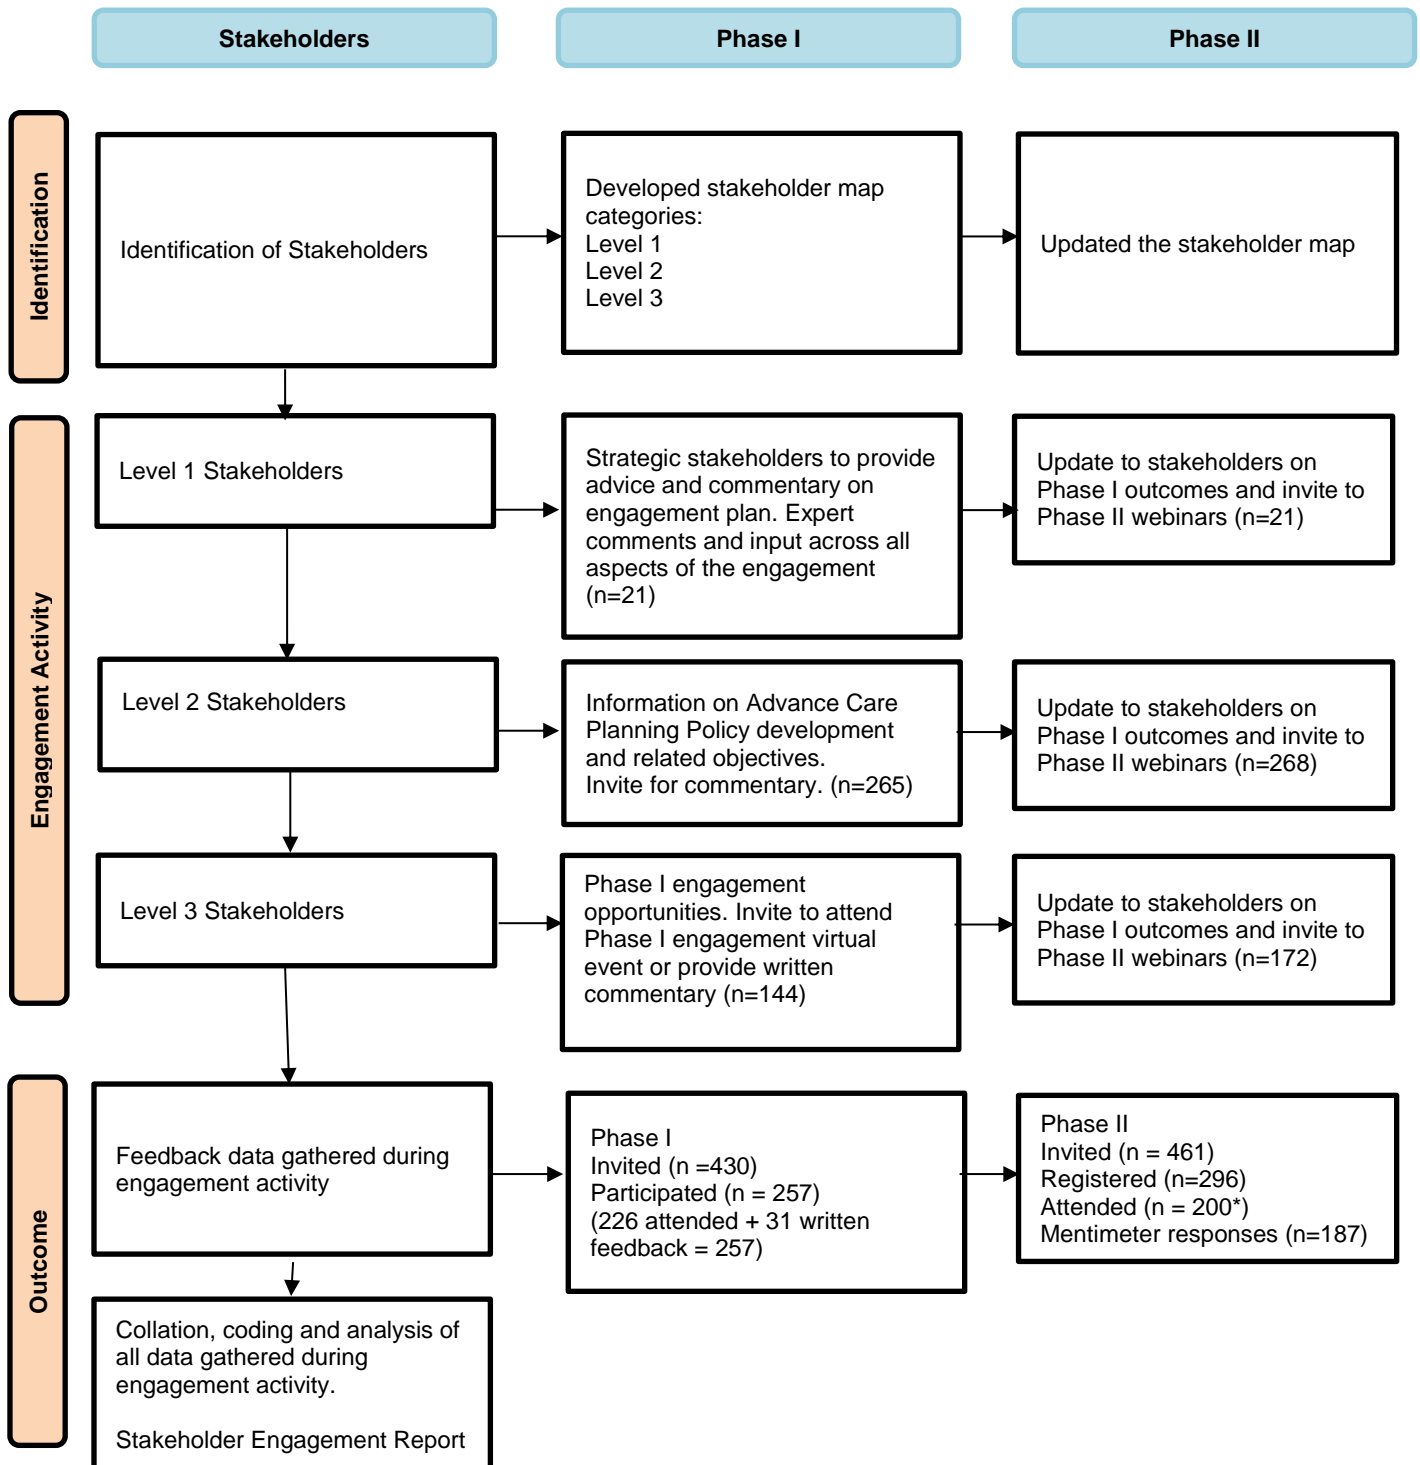 Stakeholders
Phase I
Phase II
Identification
Identification of Stakeholders
Developed stakeholder map
categories:
Level 1
Level 2
Level 3
Updated the stakeholder map
Engagement Activity
Level 1 Stakeholders
Strategic stakeholders to provide
advice and commentary on
engagement plan. Expert
comments and input across all
aspects of the engagement
(n=21)
Update to stakeholders on
Phase I outcomes and invite to
Phase II webinars (n=21)
Level 2 Stakeholders
Information on Advance Care
Planning Policy development
and related objectives.
Invite for commentary. (n=265)
Update to stakeholders on
Phase I outcomes and invite to
Phase II webinars (n=268)
Level 3 Stakeholders
Phase I engagement
opportunities. Invite to attend
Phase I engagement virtual
event or provide written
commentary (n=144)
Update to stakeholders on
Phase I outcomes and invite to
Phase II webinars (n=172)
Outcome
Feedback data gathered during
engagement activity
Phase I
Invited (n =430)
Participated (n = 257)
(226 attended + 31 written
feedback = 257)
Phase II
Invited (n = 461)
Registered (n=296)
Attended (n = 200*)
Mentimeter responses (n=187)
Collation, coding and analysis of
all data gathered during
engagement activity.
Stakeholder Engagement Report